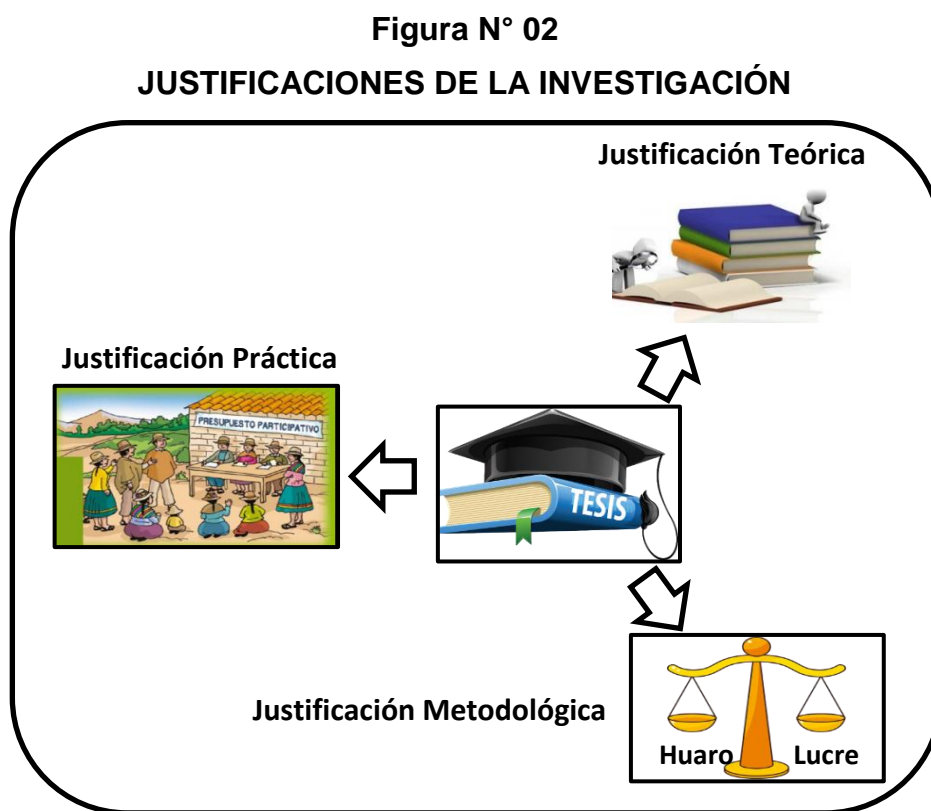 Figura N° 02
JUSTIFICACIONES DE LA INVESTIGACIÓN
Justificación Teórica
Justificación Práctica
PRESUPUESTO PARTICIPATIVO
TESIS
Justificación Metodológica
Huaro Lucre